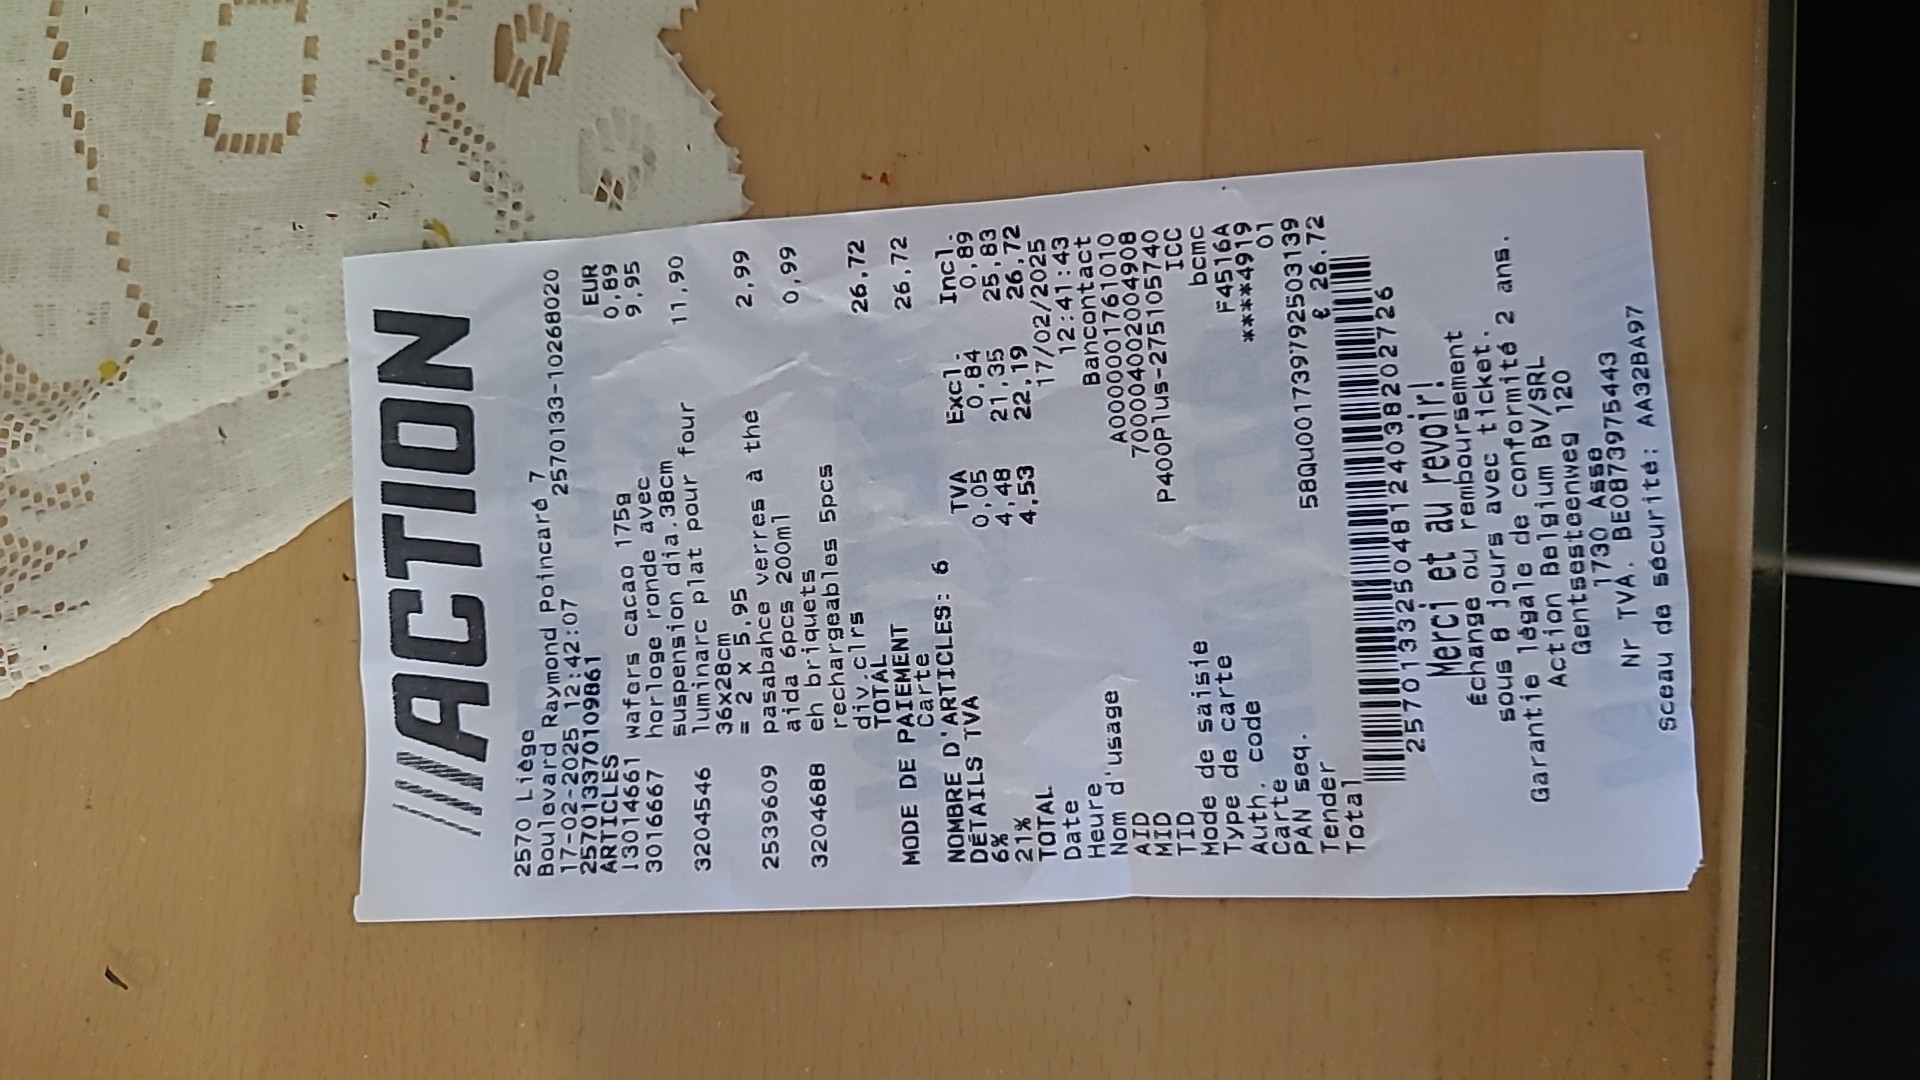 ACTION
2570 Liège
Boulevard Raymond Poincaré 7
17-02-2025 12:42:07 2570133-10268020
25701333701O9861
ARTICLES EUR
13014661 wafers cacao 175g 0,89
3016667 horloge ronde avec 9,95
suspension dia.38cm
3204546 luminarc plat pour four 11,90
36x28cm
= 2 x 5,95
2539609 pasabahce verres à thé 2,99
aida 6pcs 200ml
3204688 eh briquets 0,99
rechargeables 5pcs
div.clrs
TOTAL 26,72
MODE DE PAIEMENT
Carte 26,72
NOMBRE D'ARTICLES: 6
DÉTAILS TVA TVA Excl. Incl.
6% 0,05 0,84 0,89
21% 4,48 21,35 25,83
TOTAL 4,53 22,19 26,72
Date 17/02/2025
Heure 12:41:43
Nom d'usage Bancontact
AID A0000001761010
MID 700004002004908
TID P400Plus-275105740
Mode de saisie ICC
Type de carte bcmc
Auth. code F4516A
Carte ****4919
PAN seq. 01
Tender 58QU001739792503139
Total € 26.72
257013325048124038202726
Merci et au revoir!
Échange ou remboursement
sous 8 jours avec ticket.
Garantie légale de conformité 2 ans.
Action Belgium BV/SRL
Gentsesteenweg 120
1730 Asse
Nr TVA. BE0873975443
Sceau de sécurité: AA32BA97